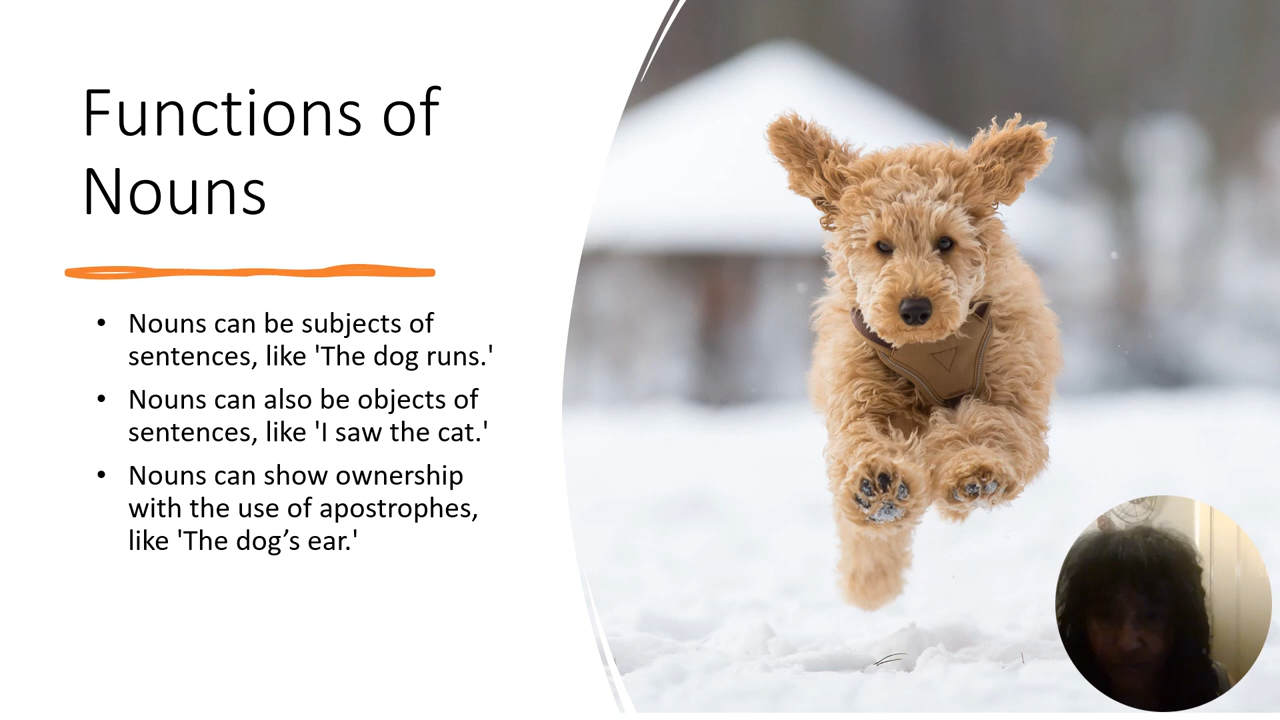 Functions of
Nouns
• Nouns can be subjects of
sentences, like 'The dog runs.'
• Nouns can also be objects of
sentences, like 'I saw the cat.'
• Nouns can show ownership
with the use of apostrophes,
like 'The dog’s ear.'